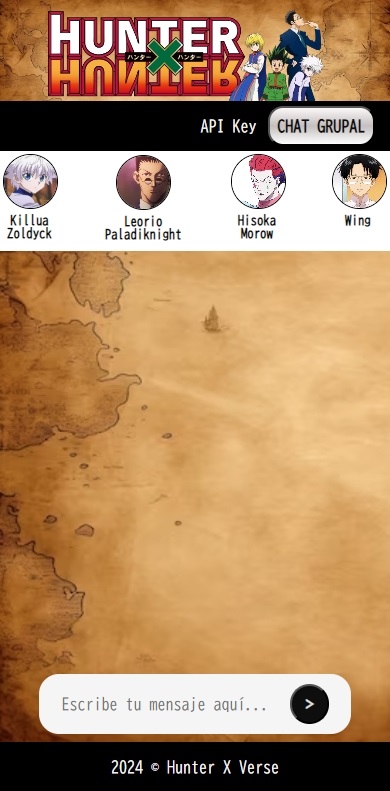 HUNTER
ハンター X ハンター
HUNTER
API Key CHAT GRUPAL
Killua
Zoldyck
Leorio
Paladiknight
Hisoka
Morow
Wing
Escribe tu mensaje aquí... >
2024 © Hunter X Verse